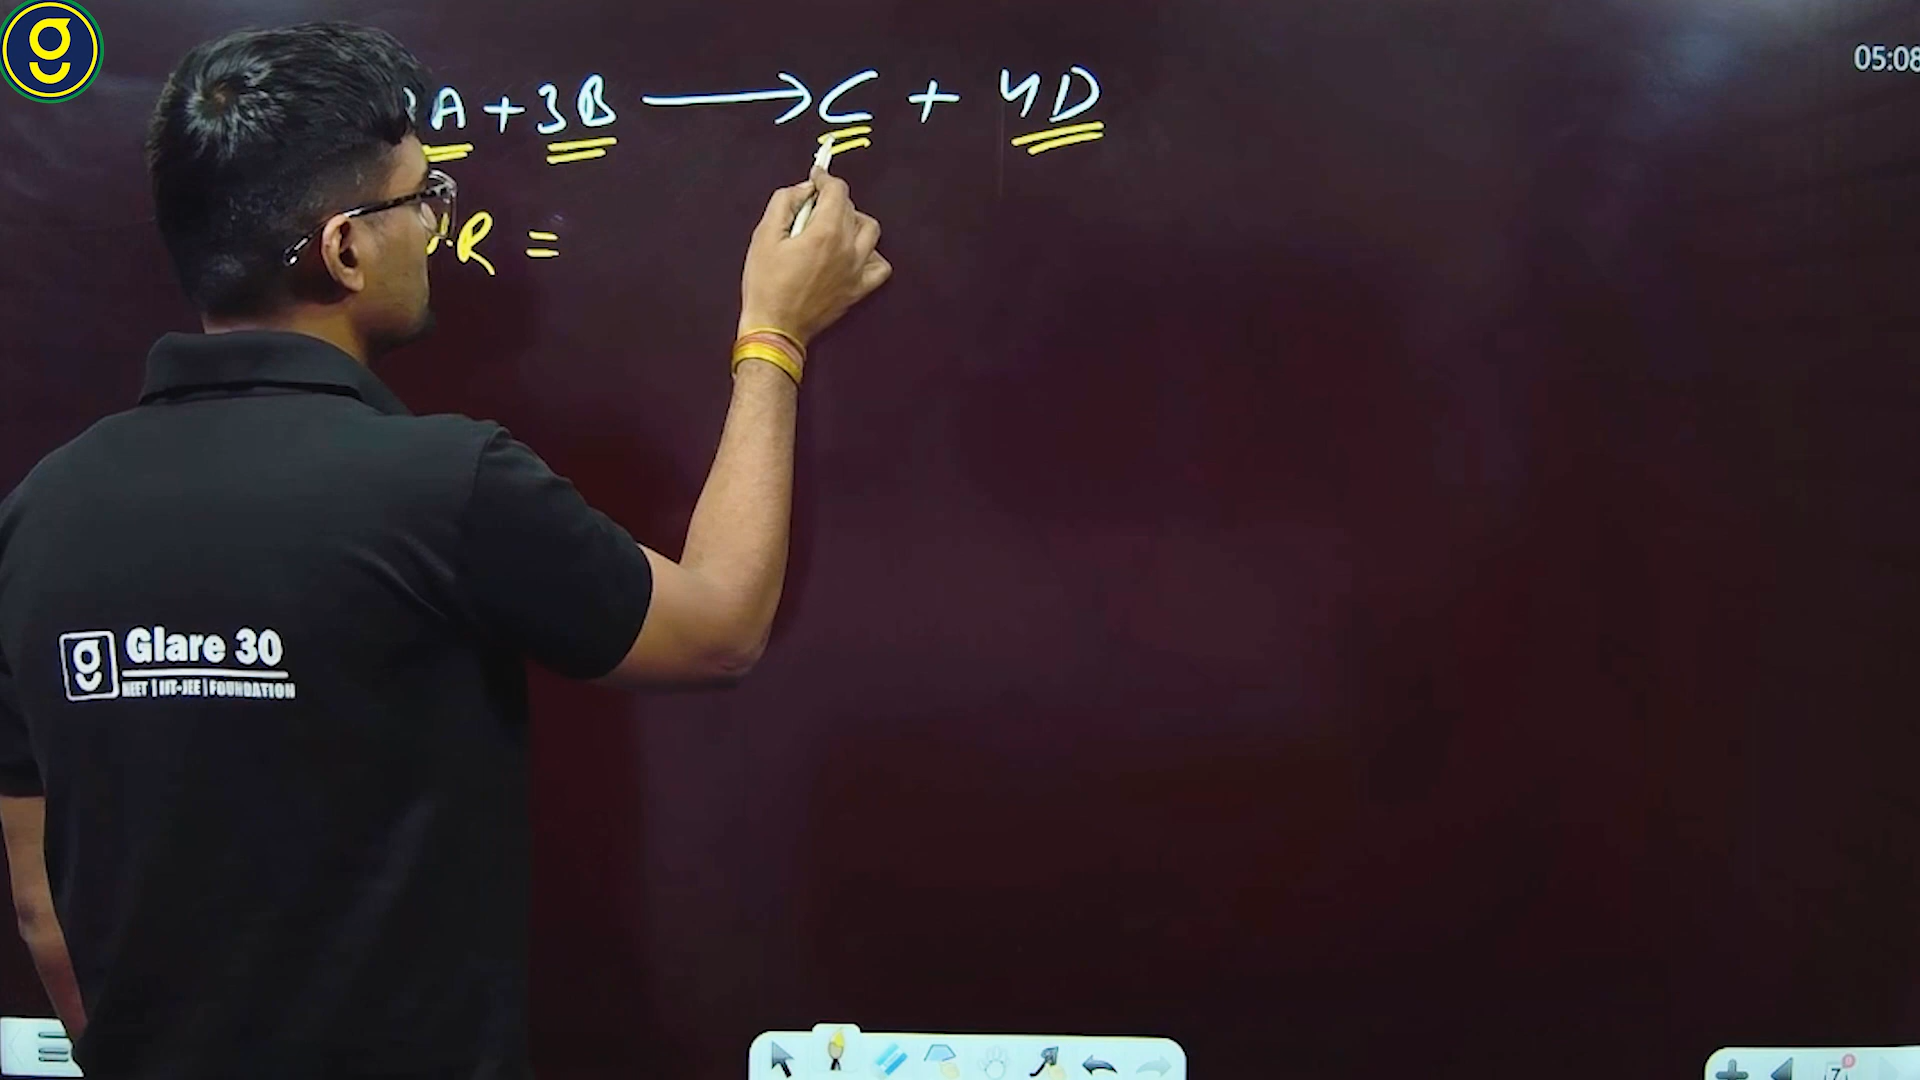 05:08
A + 3B → C + 4D
R =
Glare 30
NEET | IIT-JEE | FOUNDATION